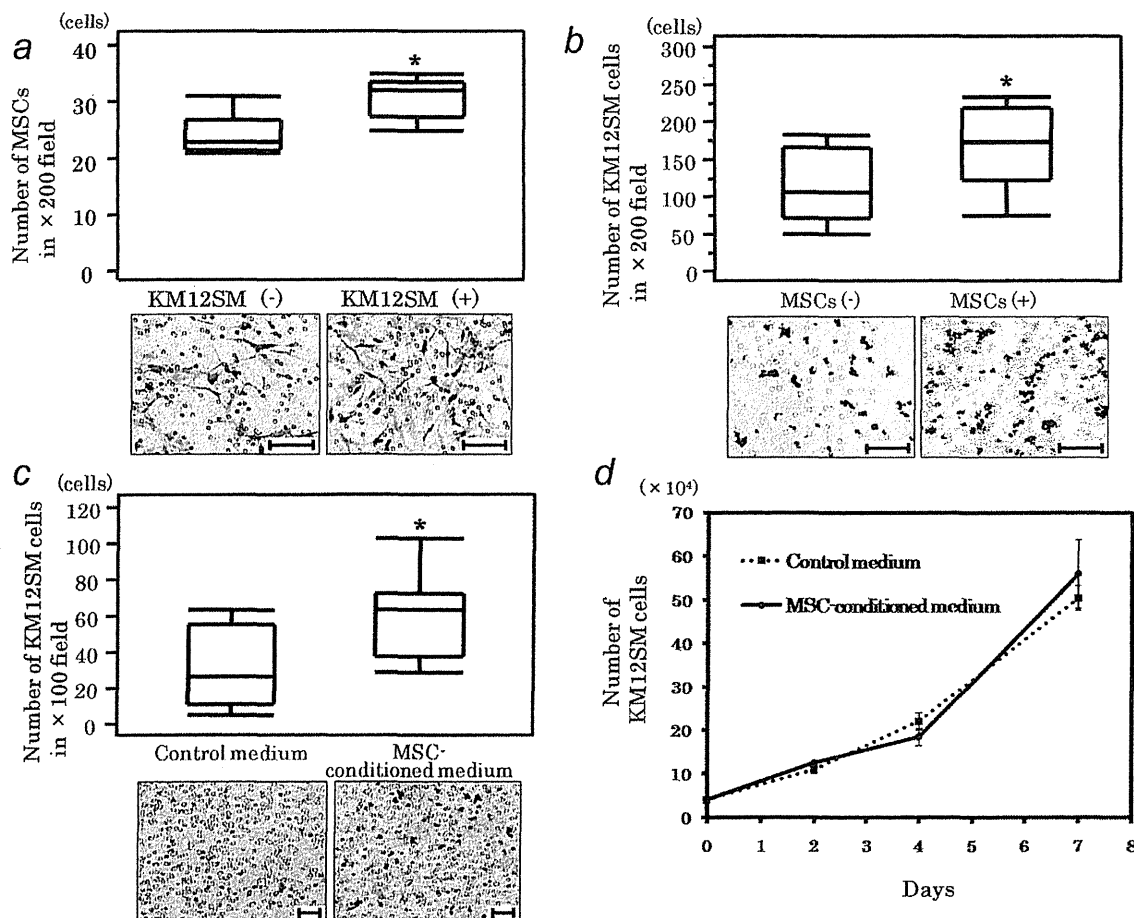 a
(cells)
Number of MSCs
in × 200 field
40
30
20
10
0
*
KM12SM (-)
KM12SM (+)
b
(cells)
Number of KM12SM cells
in × 200 field
300
250
200
150
100
50
0
*
MSCs (-)
MSCs (+)
c
(cells)
Number of KM12SM cells
in × 100 field
120
100
80
60
40
20
0
*
Control medium
MSC-
conditioned medium
d
(× 10⁴)
Number of
KM12SM cells
70
60
50
40
30
20
10
0
Control medium
MSC-conditioned medium
0 1 2 3 4 5 6 7 8
Days